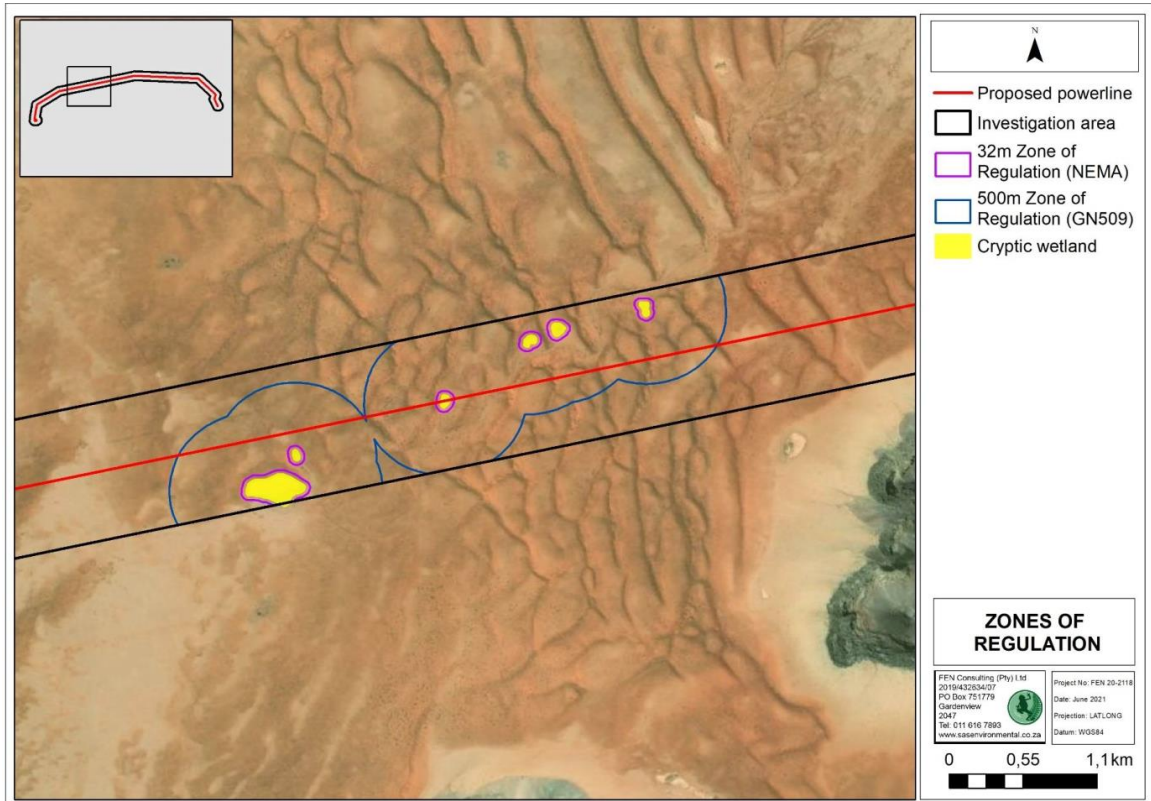 N
Proposed powerline
Investigation area
32m Zone of
Regulation (NEMA)
500m Zone of
Regulation (GN509)
Cryptic wetland
ZONES OF
REGULATION
FEN Consulting (Pty) Ltd
2019/432634/07
PO Box 751779
Gardenview
2047
Tel: 011 616 7893
www.sasenvironmental.co.za
Project No: FEN 20-2118
Date: June 2021
Projection: LATLONG
Datum: WGS84
0 0,55 1,1 km